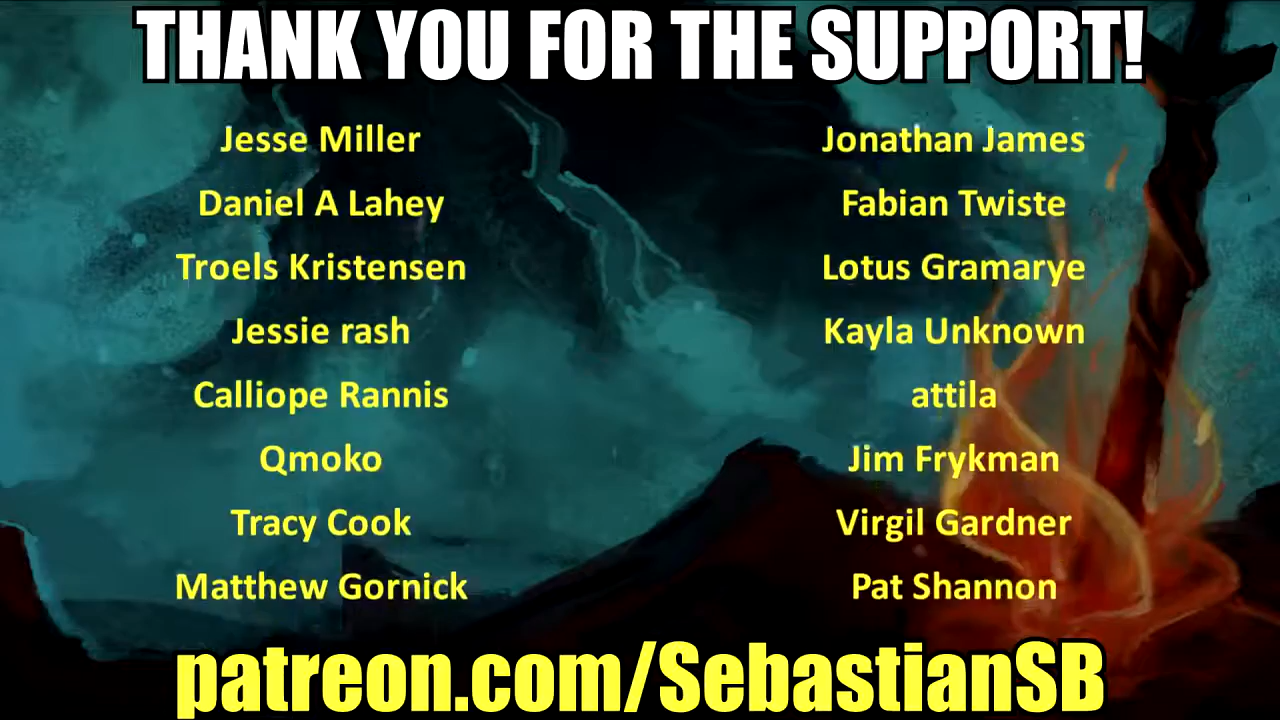 THANK YOU FOR THE SUPPORT!
Jesse Miller
Daniel A Lahey
Troels Kristensen
Jessie rash
Calliope Rannis
Qmoko
Tracy Cook
Matthew Gornick
Jonathan James
Fabian Twiste
Lotus Gramarye
Kayla Unknown
attila
Jim Frykman
Virgil Gardner
Pat Shannon
patreon.com/SebastianSB